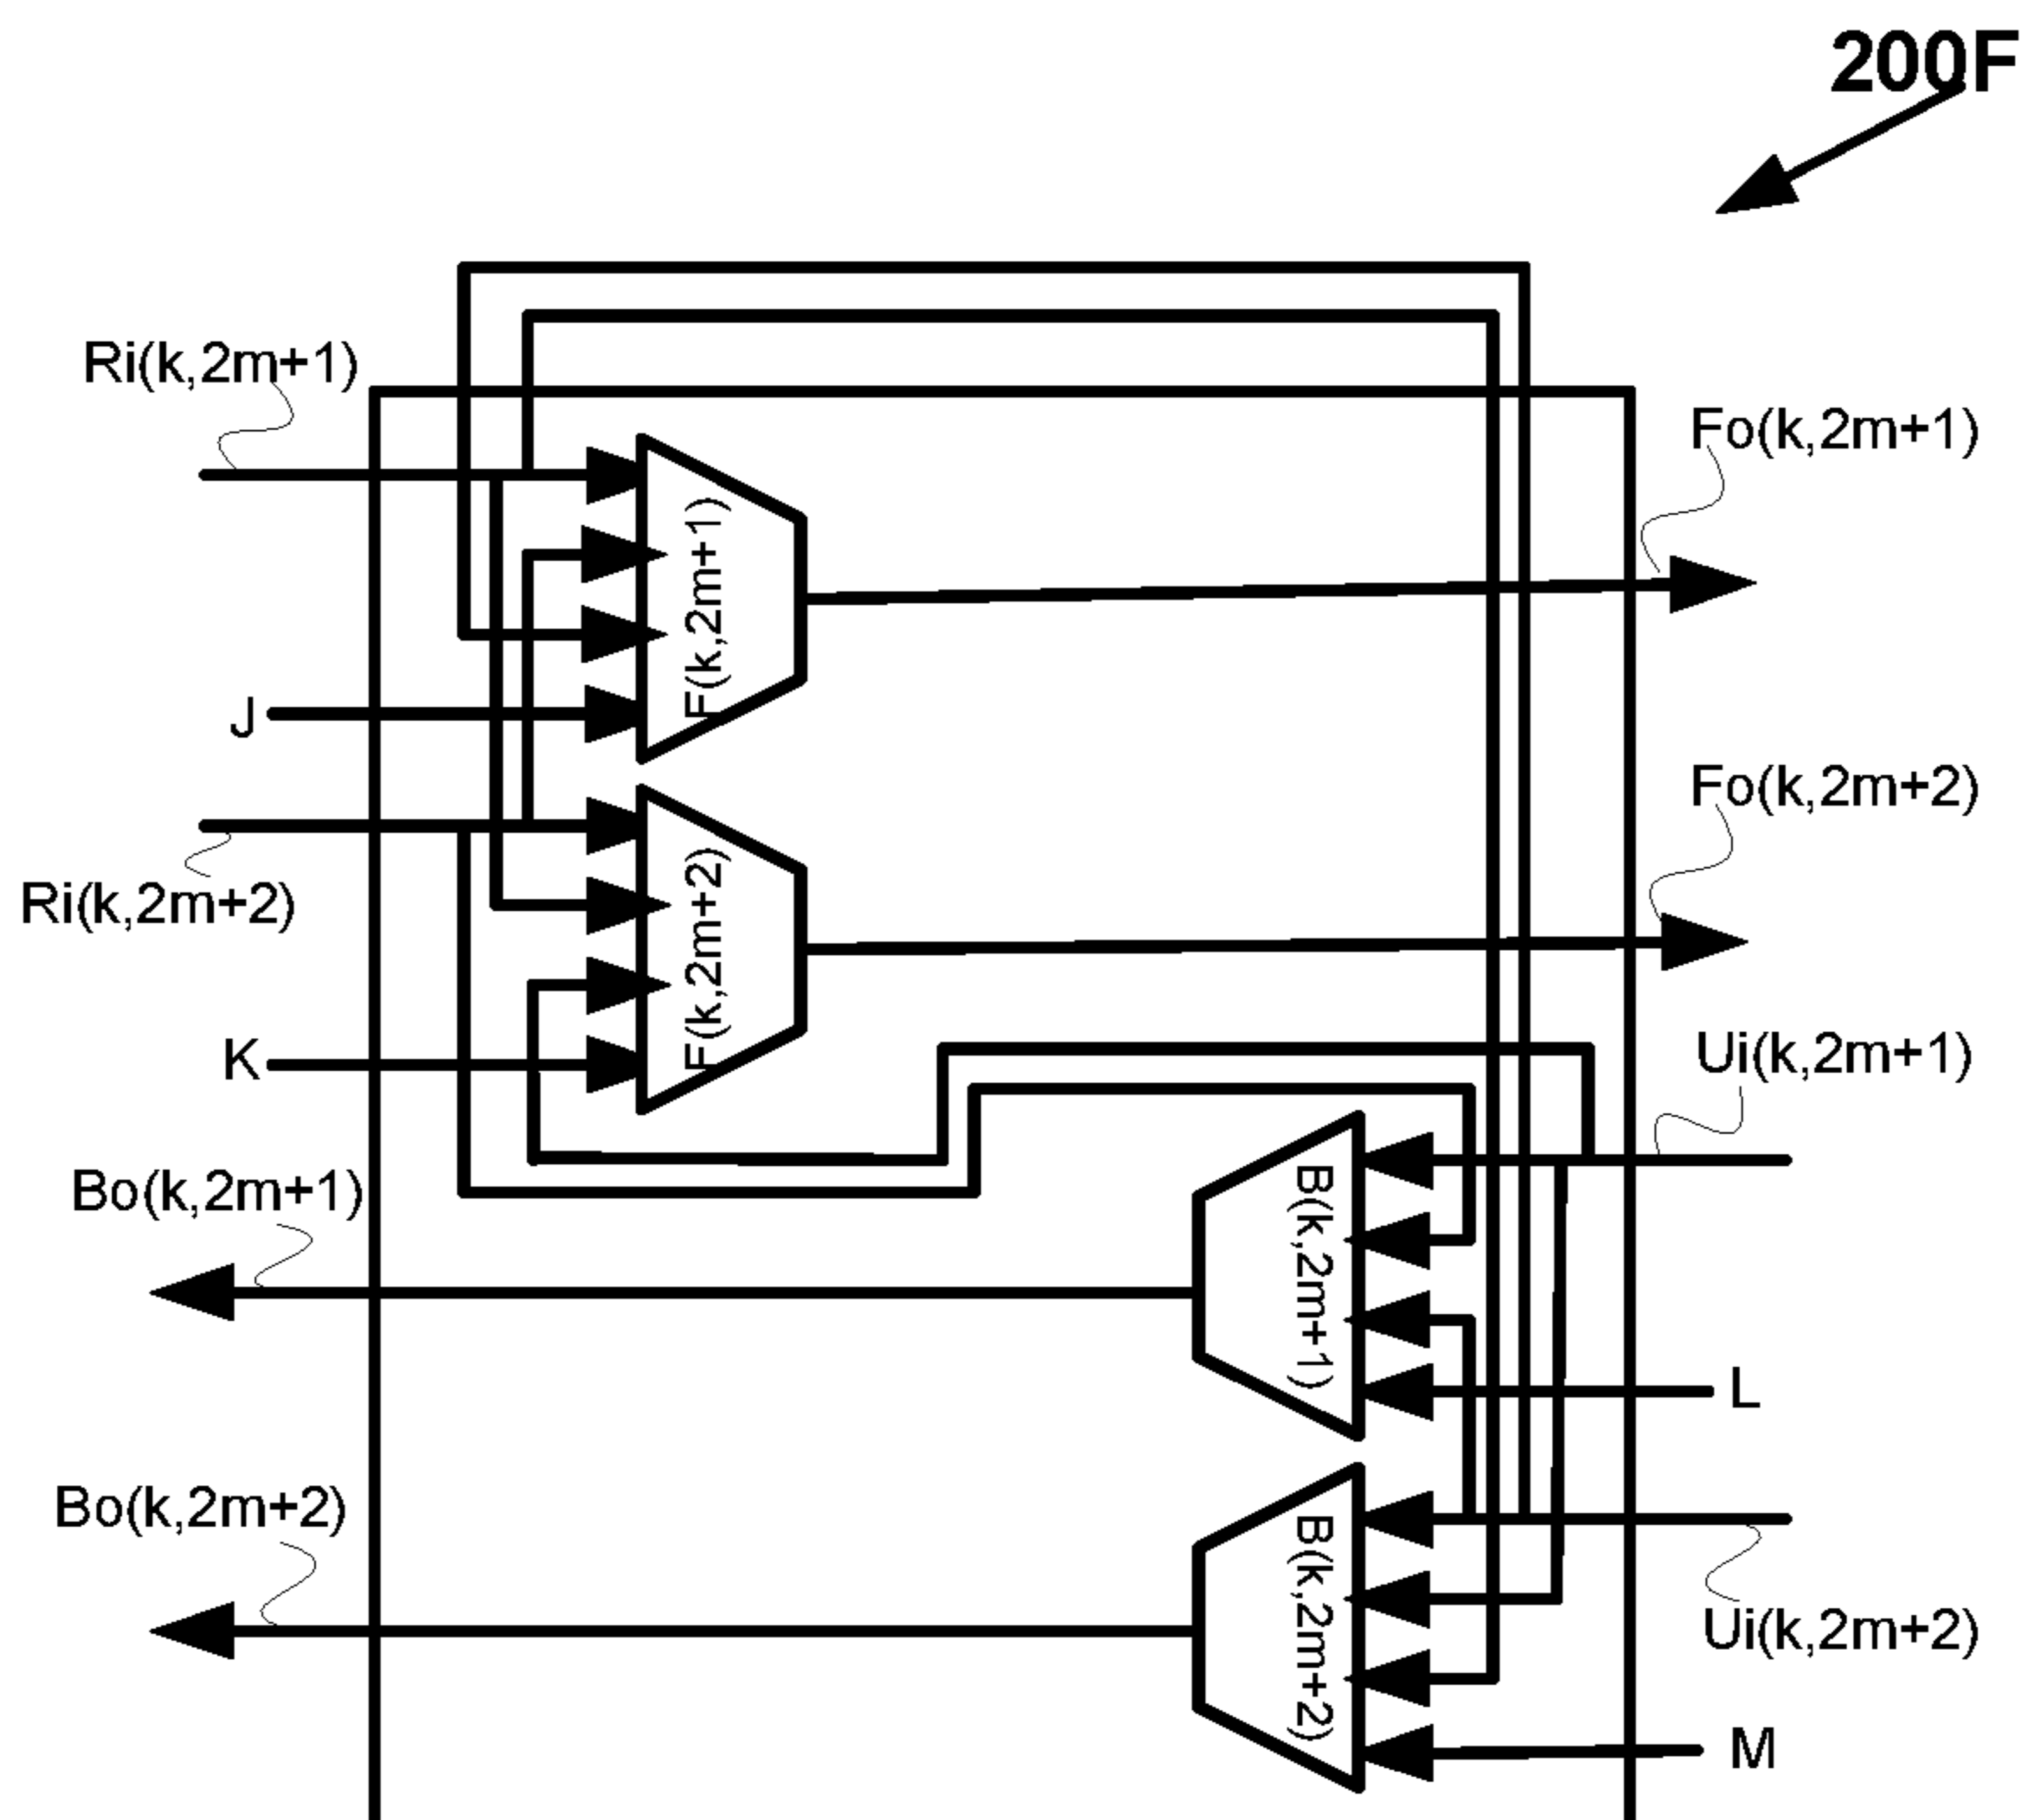 200F
Ri(k,2m+1)
Fo(k,2m+1)
F(k,2m+1)
J
Fo(k,2m+2)
Ri(k,2m+2)
F(k,2m+2)
K
Ui(k,2m+1)
Bo(k,2m+1)
B(k,2m+1)
L
Bo(k,2m+2)
B(k,2m+2)
Ui(k,2m+2)
M